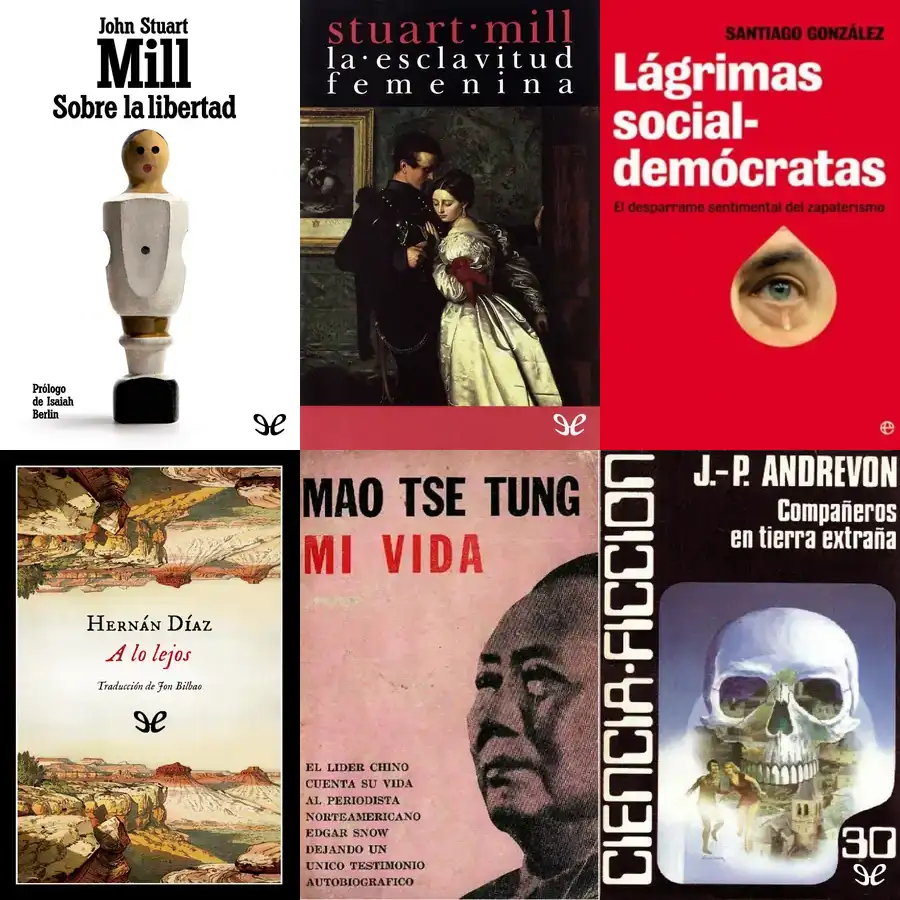 John Stuart
Mill
Sobre la libertad
Prólogo
de Isaiah
Berlin
stuart·mill
la·esclavitud
femenina
SANTIAGO GONZÁLEZ
Lágrimas
social-
demócratas
El desparrame sentimental del zapaterismo
HERNÁN DÍAZ
A lo lejos
Traducción de Jon Bilbao
MAO TSE TUNG
MI VIDA
EL LIDER CHINO
CUENTA SU VIDA
AL PERIODISTA
NORTEAMERICANO
EDGAR SNOW
DEJANDO UN
UNICO TESTIMONIO
AUTOBIOGRAFICO
CIENCIA-FICCION
J.-P. ANDREVON
Compañeros
en tierra extraña
30